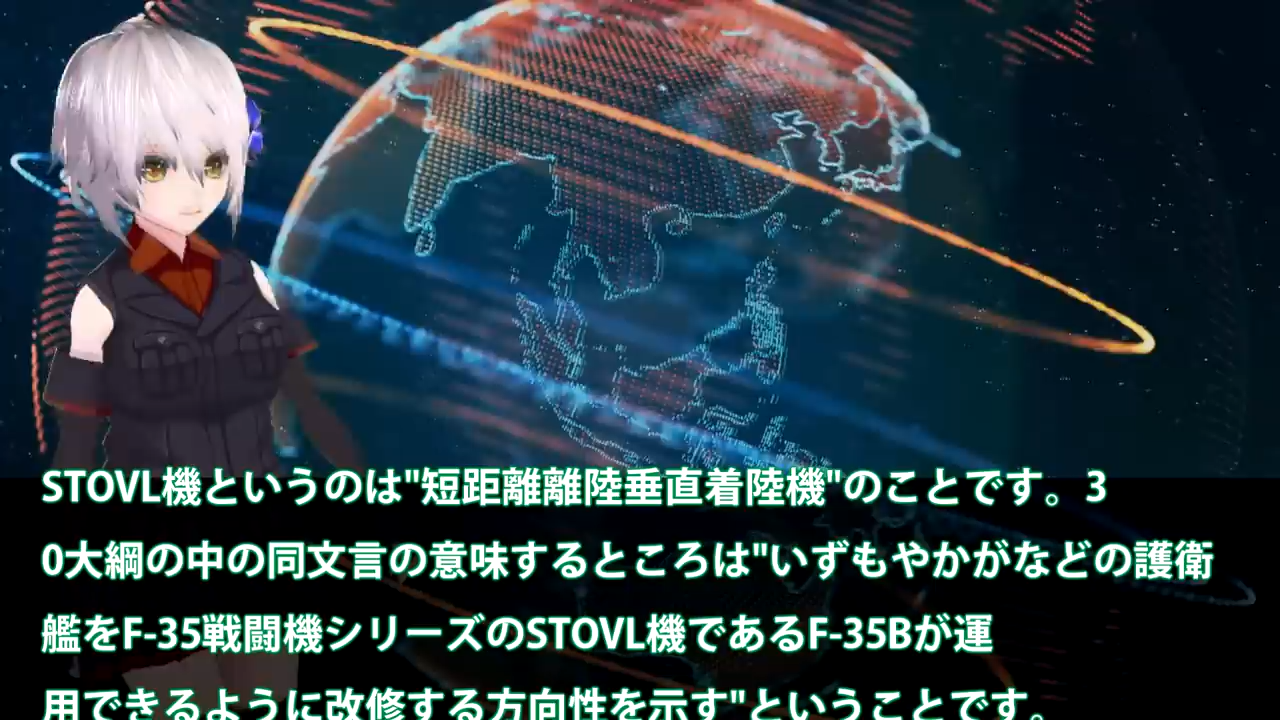 STOVL機というのは"短距離離陸垂直着陸機"のことです。3
0大綱の中の同文言の意味するところは"いずもやかがなどの護衛
艦をF-35戦闘機シリーズのSTOVL機であるF-35Bが運
用できるように改修する方向性を示す"ということです。